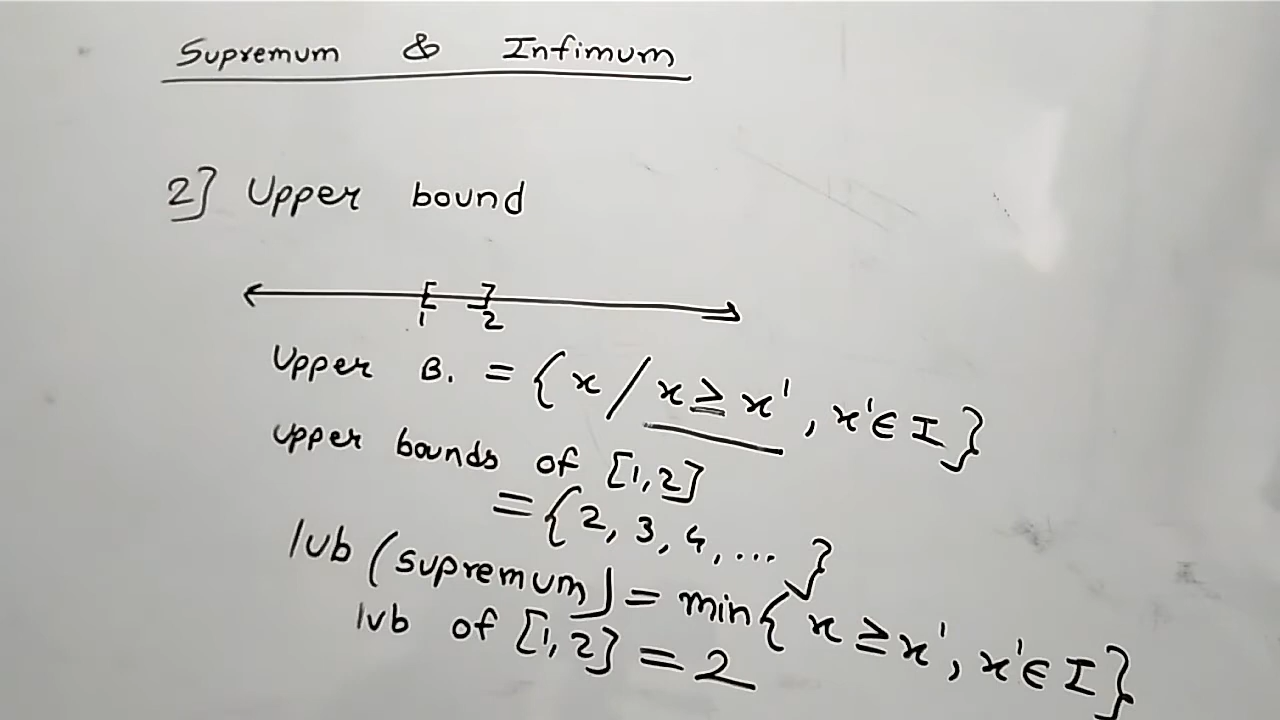 Supremum & Infimum
2] Upper bound
[ ]
1 2
Upper B. = {x / x ≥ x', x' ∈ I}
upper bounds of [1,2]
= {2, 3, 4, ... }
lub (supremum) = min{ x ≥ x', x' ∈ I}
lub of [1,2] = 2